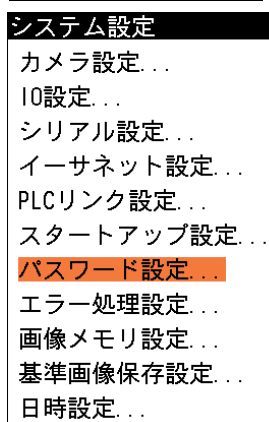 システム設定
カメラ設定...
IO設定...
シリアル設定...
イーサネット設定...
PLCリンク設定...
スタートアップ設定...
パスワード設定...
エラー処理設定...
画像メモリ設定...
基準画像保存設定...
日時設定...